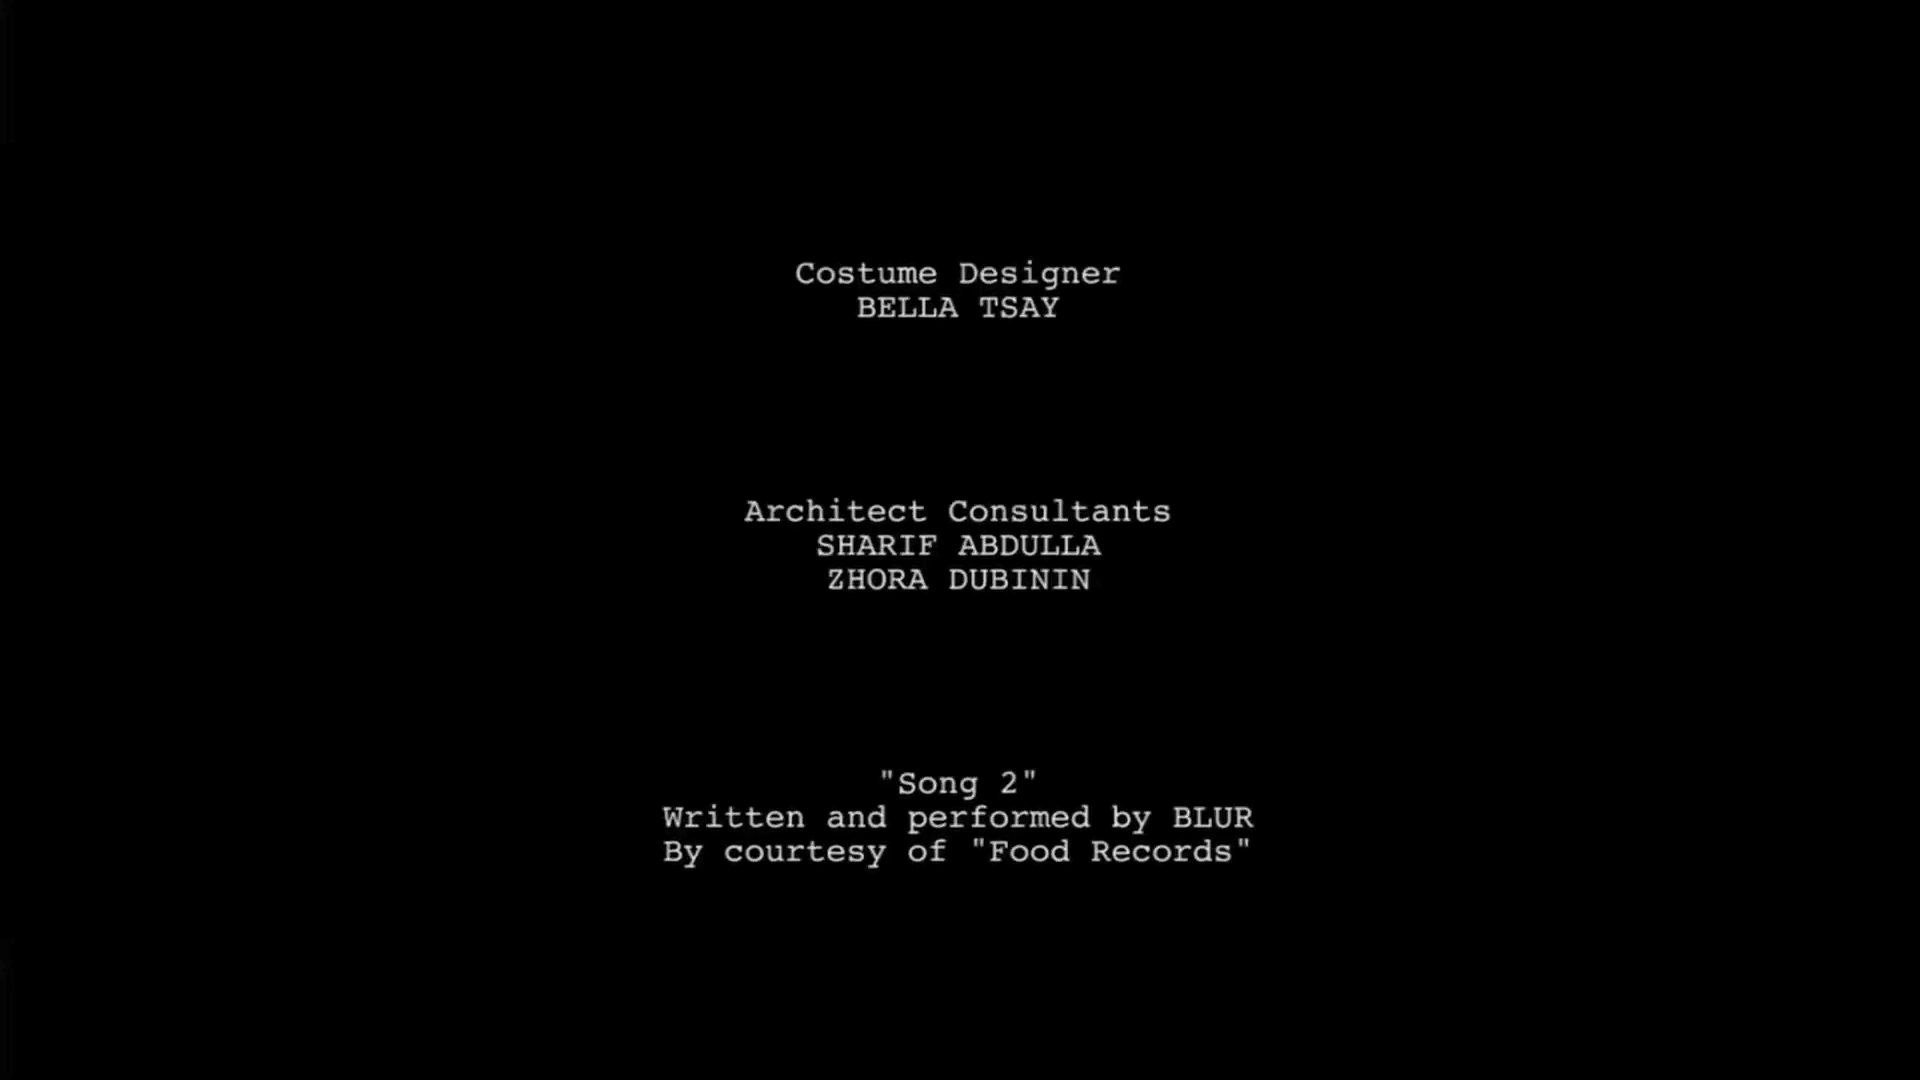 Costume Designer
BELLA TSAY
Architect Consultants
SHARIF ABDULLA
ZHORA DUBININ
"Song 2"
Written and performed by BLUR
By courtesy of "Food Records"